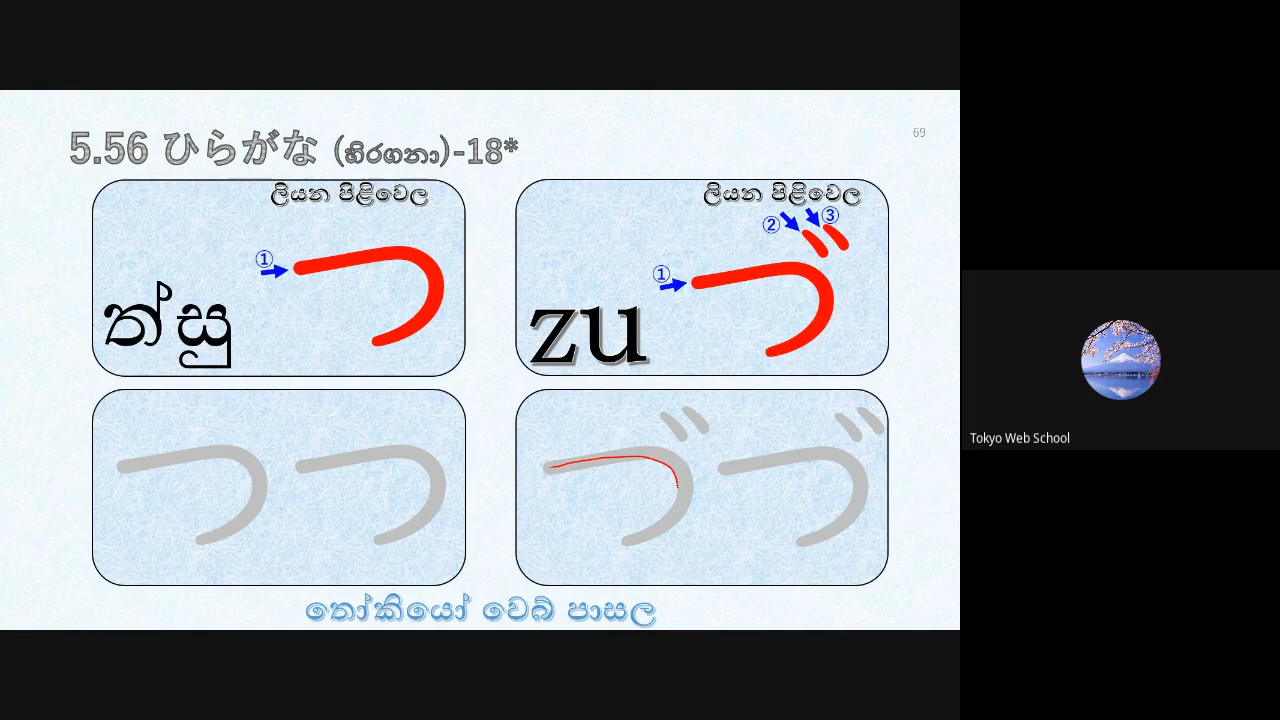 5.56 ひらがな (හිරගනා)-18*
69
ලියන පිළිවෙල
①
ත්සු
つ
ලියන පිළිවෙල
② ③
①
zu
づ
つ つ
づ づ
තෝකියෝ වෙබ් පාසල
Tokyo Web School